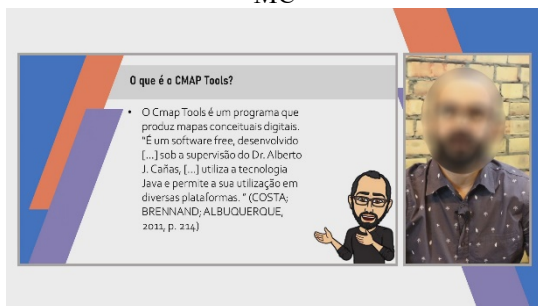 MC
O que é o CMAP Tools?
• O Cmap Tools é um programa que
produz mapas conceituais digitais.
"É um software free, desenvolvido
[...] sob a supervisão do Dr. Alberto
J. Cañas, [...] utiliza a tecnologia
Java e permite a sua utilização em
diversas plataformas. " (COSTA;
BRENNAND; ALBUQUERQUE,
2011, p. 214)